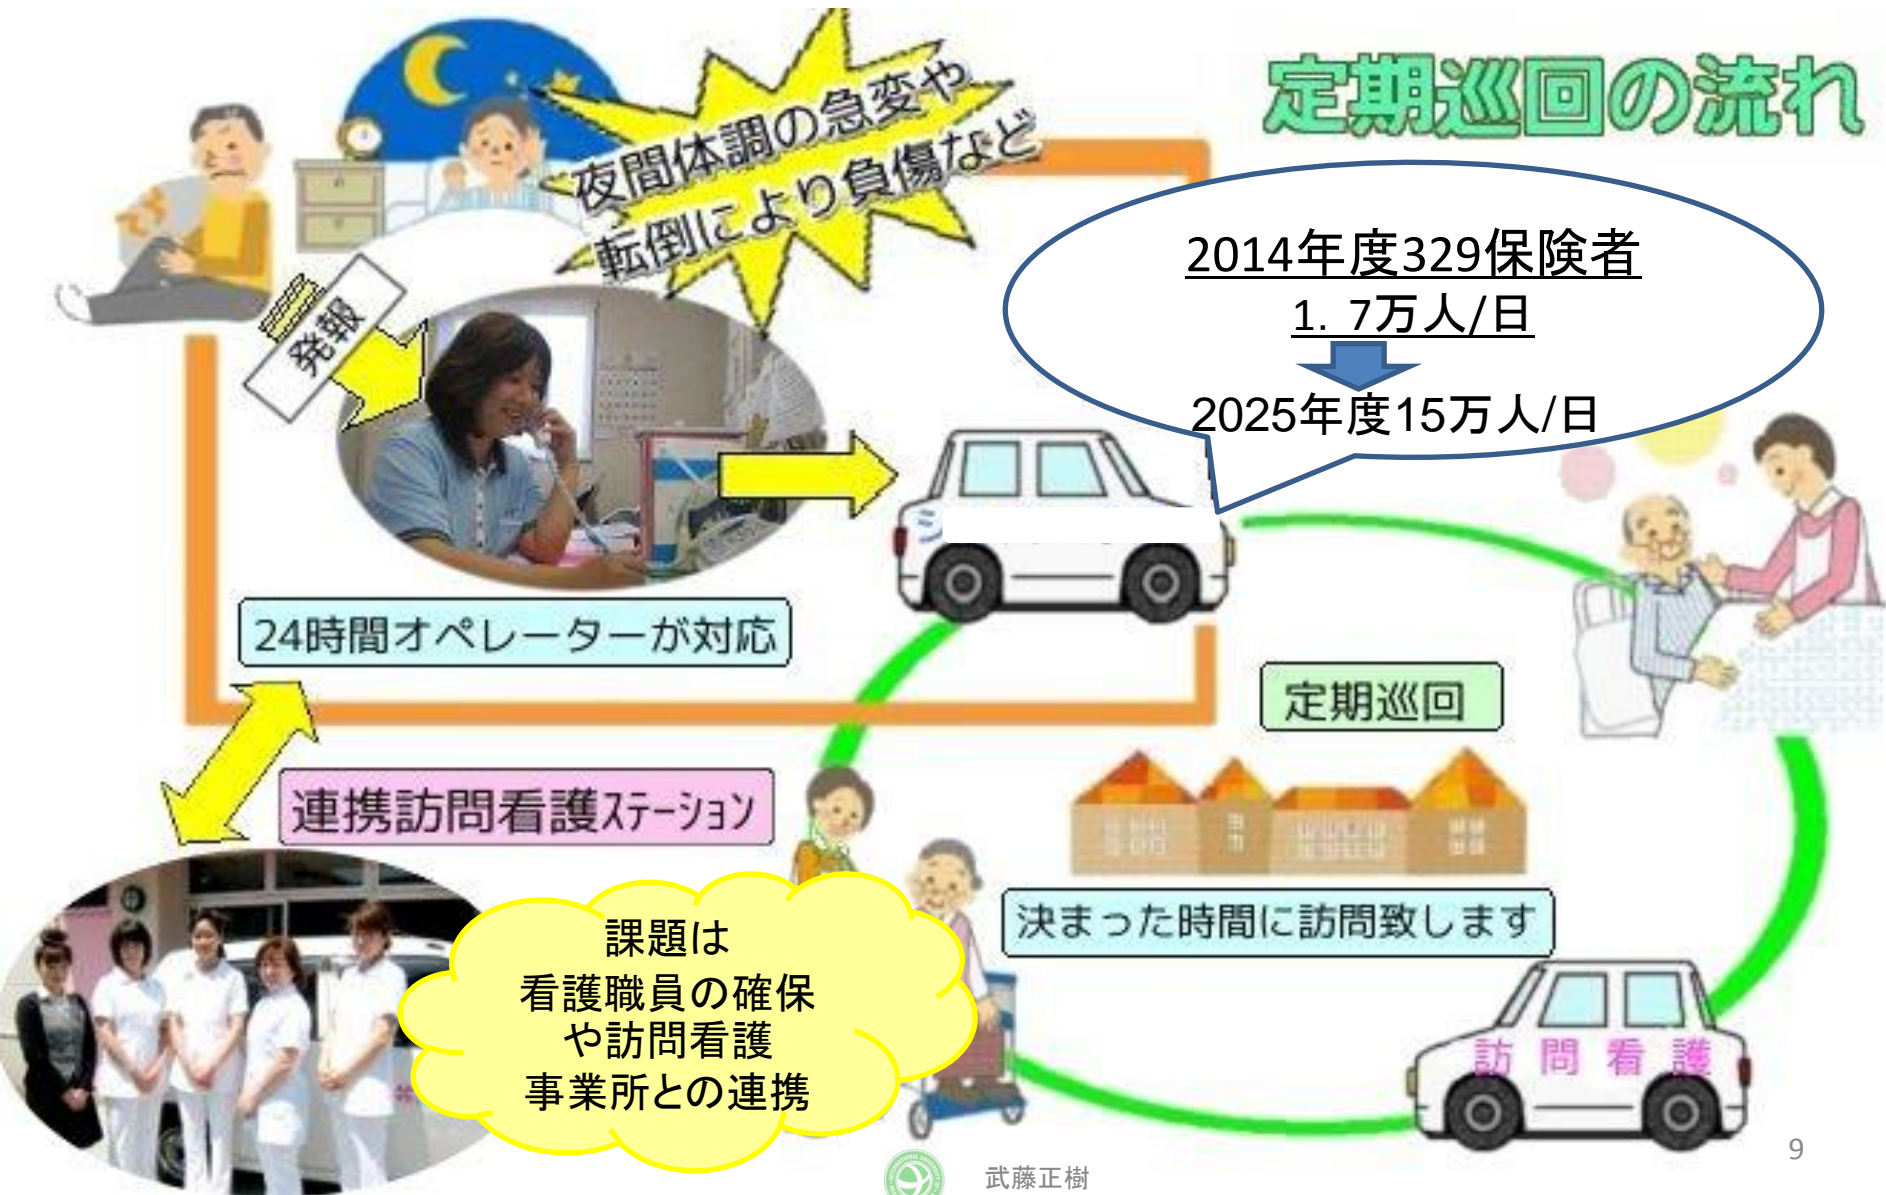 定期巡回の流れ
夜間体調の急変や
転倒により負傷など
2014年度329保険者
1．7万人/日
2025年度15万人/日
発報
24時間オペレーターが対応
定期巡回
連携訪問看護ステーション
決まった時間に訪問致します
課題は
看護職員の確保
や訪問看護
事業所との連携
訪問看護
9
武藤正樹